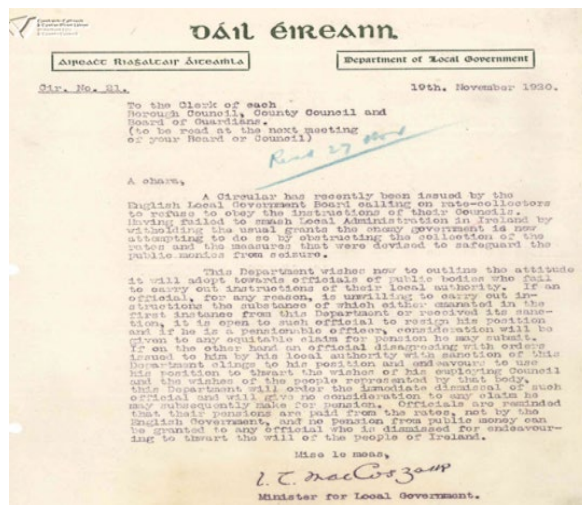 DÁIL ÉIREANN
Department of Local Government
Cir. No. 21.
19th. November 1920.
To the Clerk of each
Borough Council, County Council and
Board of Guardians.
(to be read at the next meeting
of your Board or Council)
Read 27 Nov
A chara,
A Circular has recently been issued by the
English Local Government Board calling on rate-collectors
to refuse to obey the instructions of their Councils.
Having failed to smash Local Administration in Ireland by
withholding the usual grants the enemy government is now
attempting to do so by obstructing the collection of the
rates and the measures that were devised to safeguard the
public monies from seizure.
This Department wishes now to outline the attitude
it will adopt towards officials of public bodies who fail
to carry out instructions of their local authority. If an
official, for any reason, is unwilling to carry out in-
structions the substance of which either emanated in the
first instance from this Department or received its sanc-
tion, it is open to such official to resign his position
and if he is a pensionable officer, consideration will be
given to any equitable claim for pension he may submit.
If on the other hand an official disagreeing with orders
issued to him by his local authority with sanction of this
Department clings to his position and endeavours to use
his position to thwart the wishes of his employing Council
and the wishes of the people represented by that body,
this Department will order the immediate dismissal of such
official and will give no consideration to any claim he
may subsequently make for pension. Officials are reminded
that their pensions are paid from the rates, not by the
English Government, and no pension from public money can
be granted to any official who is dismissed for endeavour-
ing to thwart the will of the people of Ireland.
Mise le meas,
Minister for Local Government.